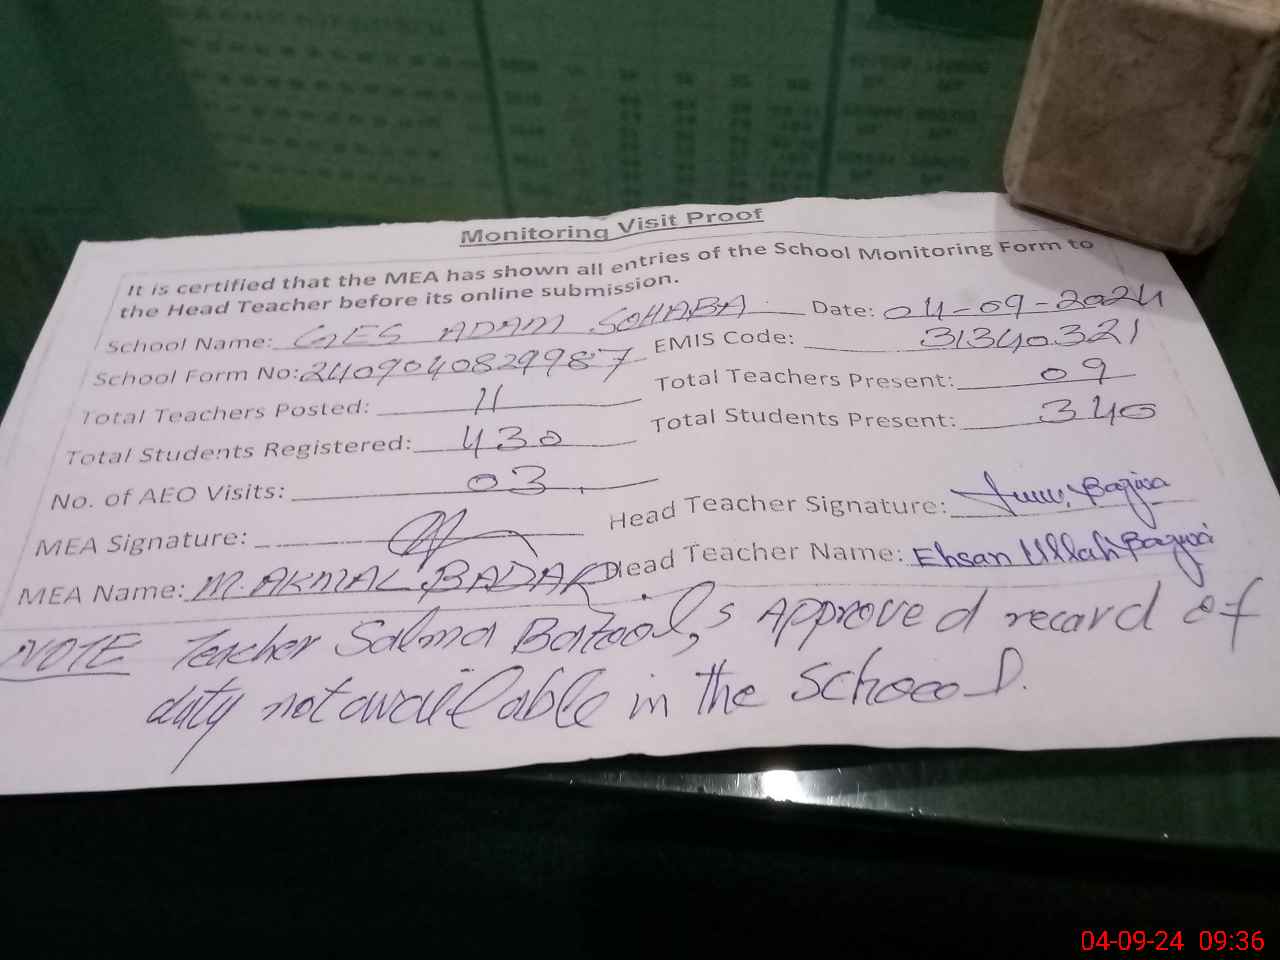 Monitoring Visit Proof
It is certified that the MEA has shown all entries of the School Monitoring Form to
the Head Teacher before its online submission.
School Name: GES ADAM SOHABA Date: 04-09-2024
School Form No: 2409040829987 EMIS Code: 31340321
Total Teachers Posted: 11 Total Teachers Present: 09
Total Students Registered: 430 Total Students Present: 340
No. of AEO Visits: 03
MEA Signature: Head Teacher Signature:
MEA Name: M. AKMAL BADAR Head Teacher Name: Ehsan Ullah
NOTE Teacher Salma Batool,s Approved record of
duty not available in the School.
04-09-24 09:36